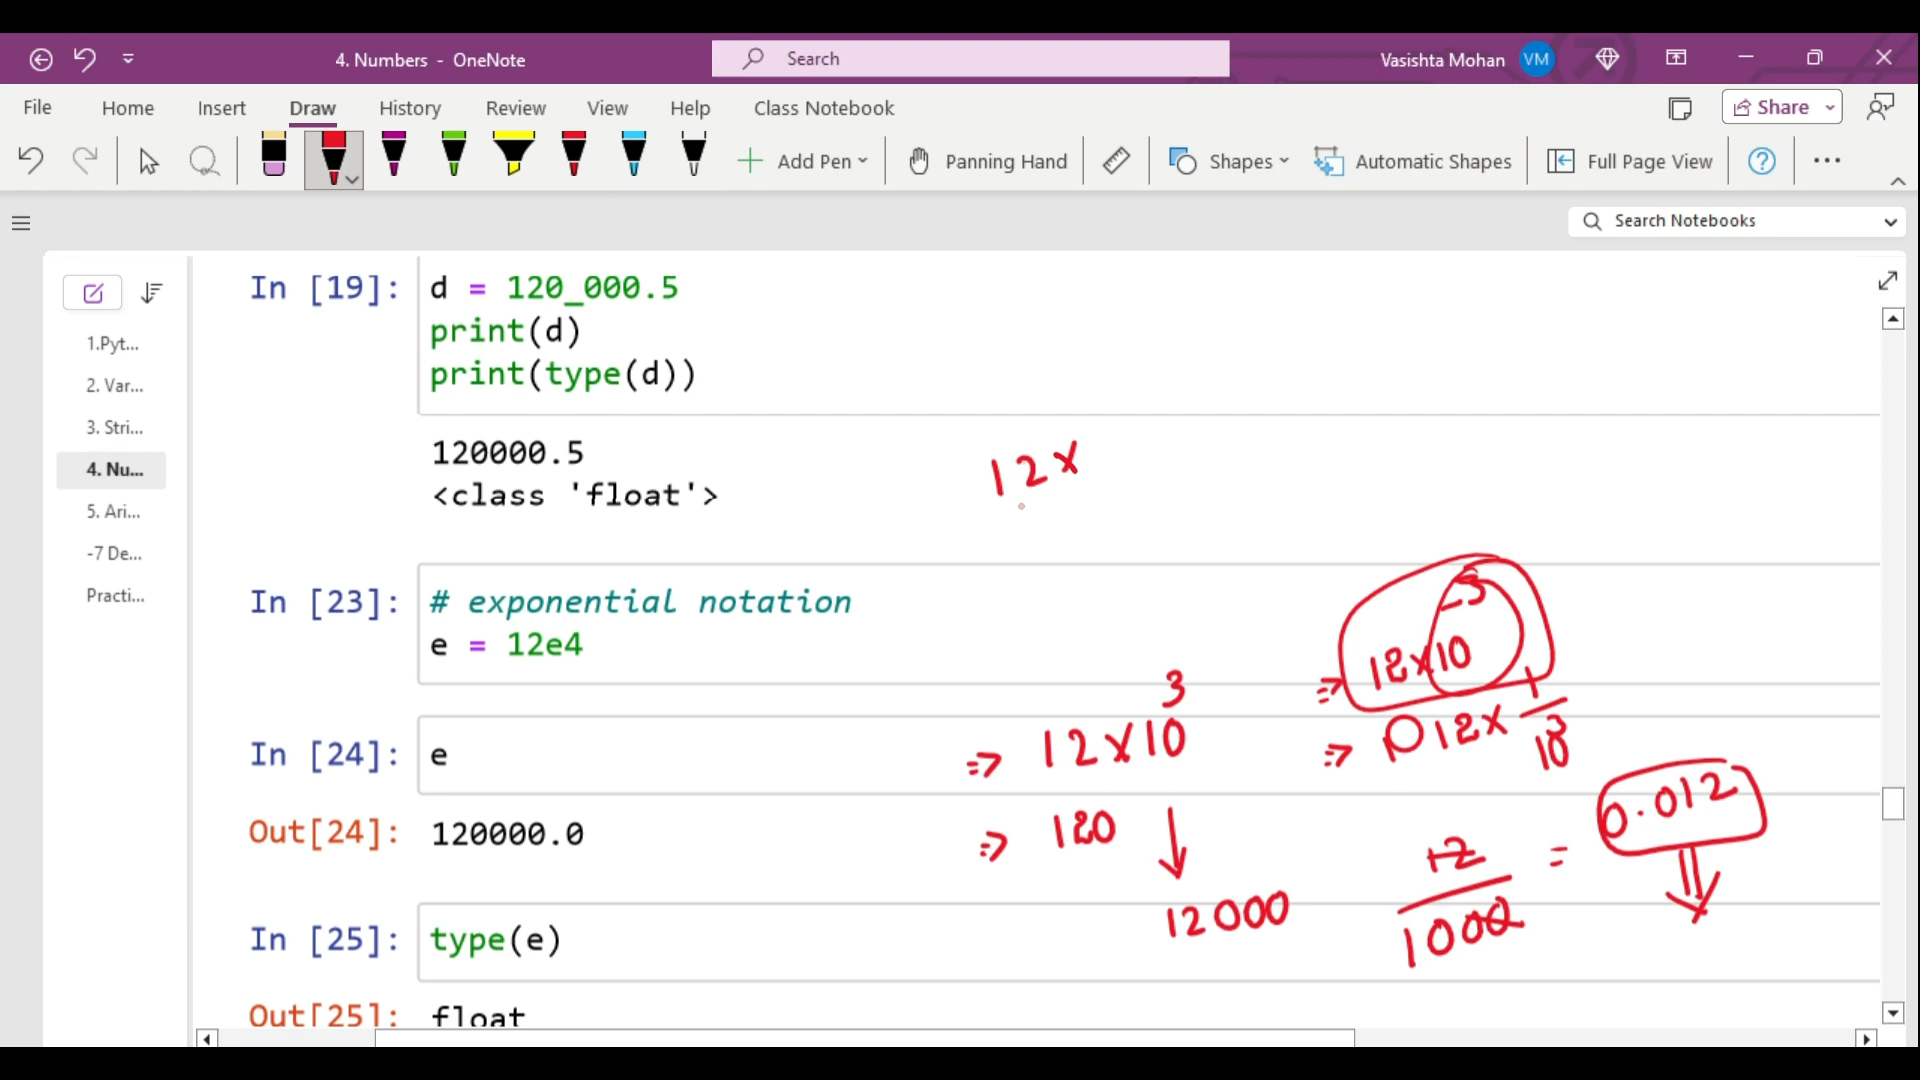 4. Numbers - OneNote
Search
Vasishta Mohan
VM
File Home Insert Draw History Review View Help Class Notebook
Share
Add Pen
Panning Hand
Shapes
Automatic Shapes
Full Page View
Search Notebooks
1.Pyt...
2. Var...
3. Stri...
4. Nu...
5. Ari...
-7 De...
Practi...
In [19]: d = 120_000.5
print(d)
print(type(d))
120000.5
<class 'float'>
12x
In [23]: # exponential notation
e = 12e4
In [24]: e
Out[24]: 120000.0
In [25]: type(e)
Out[25]: float
3
=> 12x10
=> 120
12000
-3
=> 12x10
=> 12x 1
10
3
12
1000
= 0.012